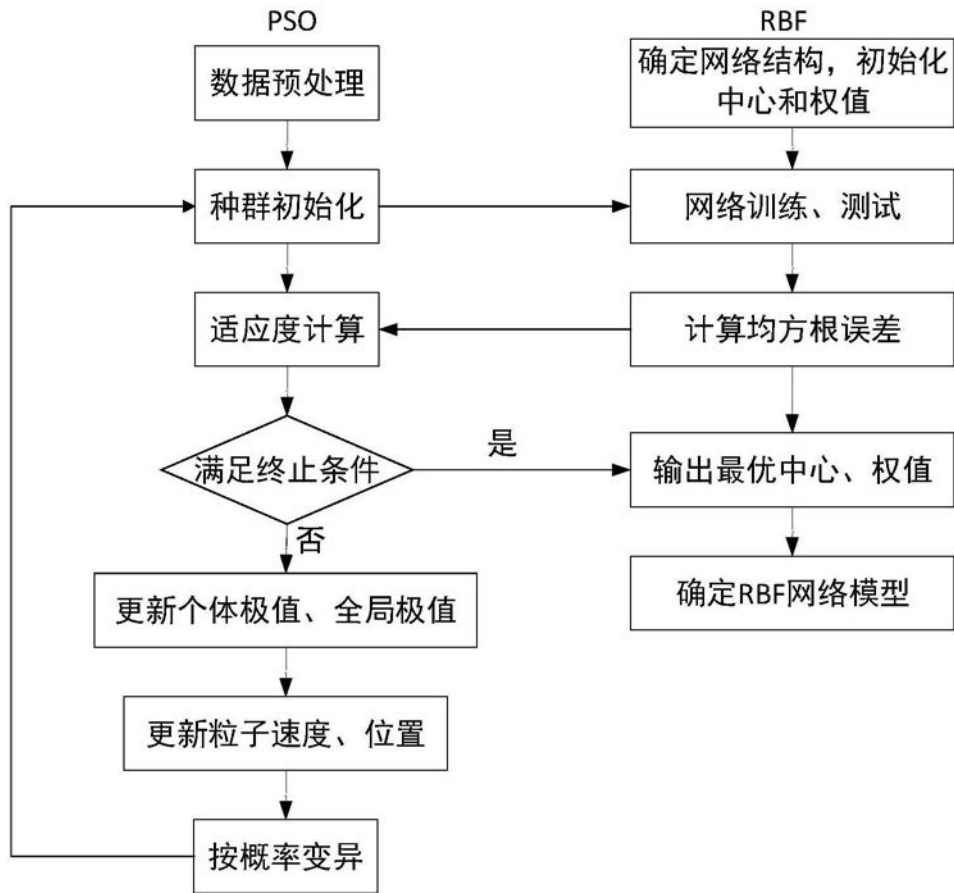 PSO
数据预处理
种群初始化
适应度计算
满足终止条件
是
否
更新个体极值、全局极值
更新粒子速度、位置
按概率变异
RBF
确定网络结构，初始化
中心和权值
网络训练、测试
计算均方根误差
输出最优中心、权值
确定RBF网络模型